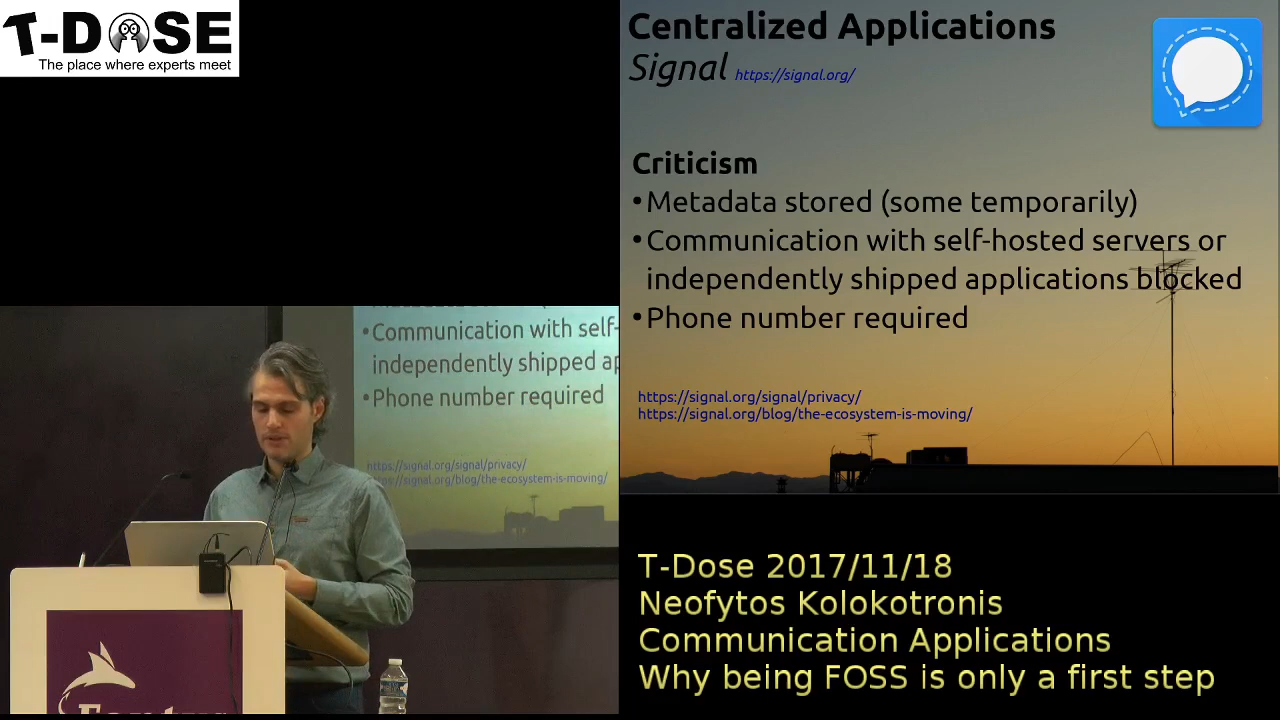 T-DOSE
The place where experts meet
Centralized Applications
Signal https://signal.org/
Criticism
•Metadata stored (some temporarily)
•Communication with self-hosted servers or
independently shipped applications blocked
•Phone number required
https://signal.org/signal/privacy/
https://signal.org/blog/the-ecosystem-is-moving/
•Communication with self-
independently shipped ap
•Phone number required
https://signal.org/signal/privacy/
https://signal.org/blog/the-ecosystem-is-moving/
T-Dose 2017/11/18
Neofytos Kolokotronis
Communication Applications
Why being FOSS is only a first step